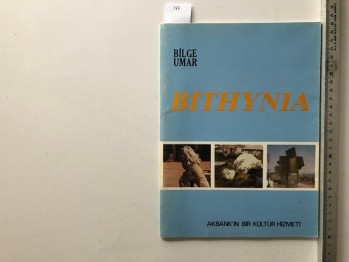 BİLGE
UMAR
BITHYNIA
AKBANK'IN BİR KÜLTÜR HİZMETİ